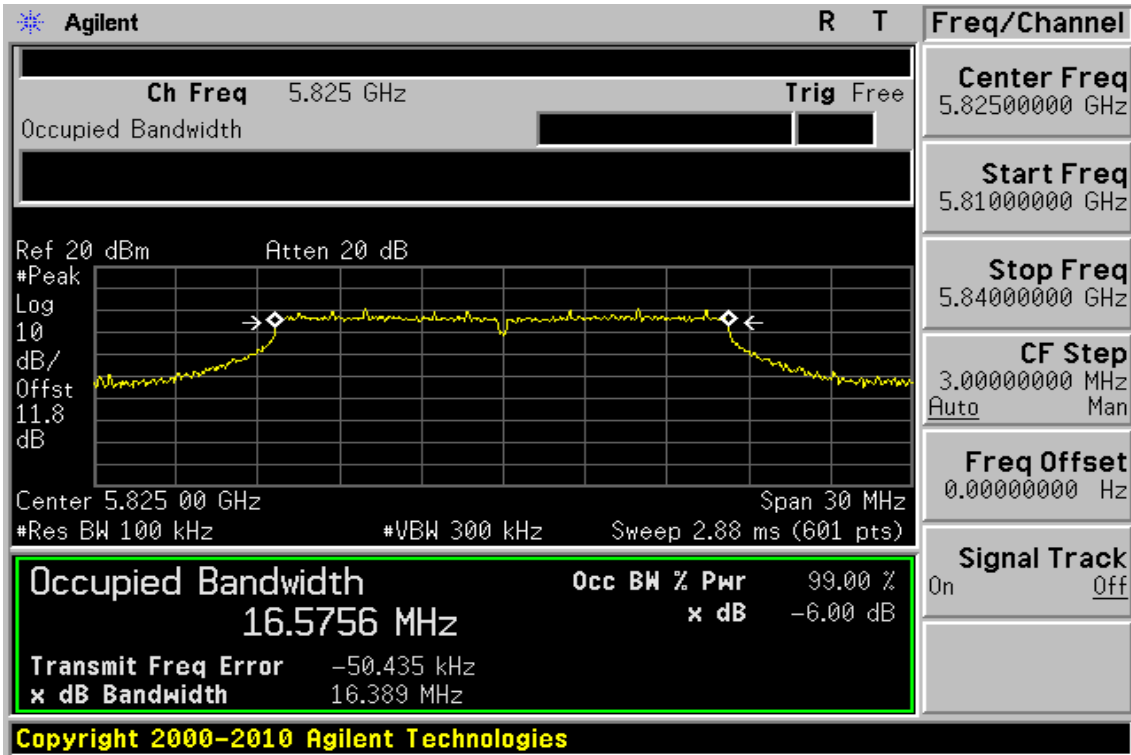 Agilent R T
Ch Freq 5.825 GHz Trig Free
Occupied Bandwidth
Ref 20 dBm Atten 20 dB
#Peak
Log
10
dB/
Offst
11.8
dB
Center 5.825 00 GHz Span 30 MHz
#Res BW 100 kHz #VBW 300 kHz Sweep 2.88 ms (601 pts)
Occupied Bandwidth
16.5756 MHz
Occ BW % Pwr 99.00 %
x dB -6.00 dB
Transmit Freq Error -50.435 kHz
x dB Bandwidth 16.389 MHz
Copyright 2000-2010 Agilent Technologies
Freq/Channel
Center Freq
5.82500000 GHz
Start Freq
5.81000000 GHz
Stop Freq
5.84000000 GHz
CF Step
3.00000000 MHz
Auto Man
Freq Offset
0.00000000 Hz
Signal Track
On Off